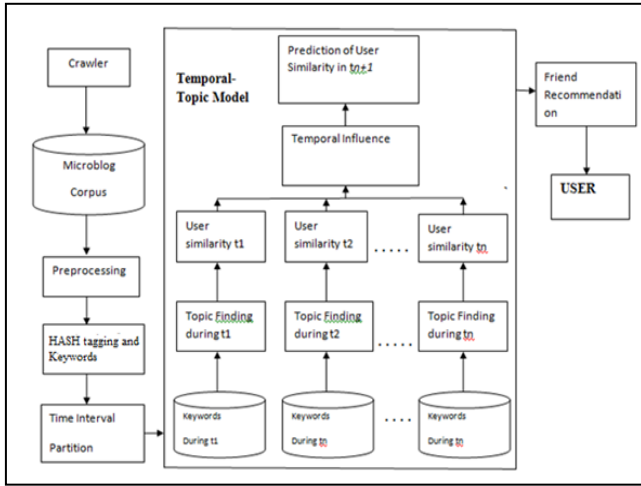 Crawler
Microblog
Corpus
Preprocessing
HASH tagging and
Keywords
Time Interval
Partition
Temporal-
Topic Model
Prediction of User
Similarity in tn+1
Temporal Influence
User
similarity t1
User
similarity t2
.....
User
similarity tn
Topic Finding
during t1
Topic Finding
during t2
.....
Topic Finding
during tn
Keywords
During t1
Keywords
During tn
....
Keywords
During tn
Friend
Recommendati
on
USER